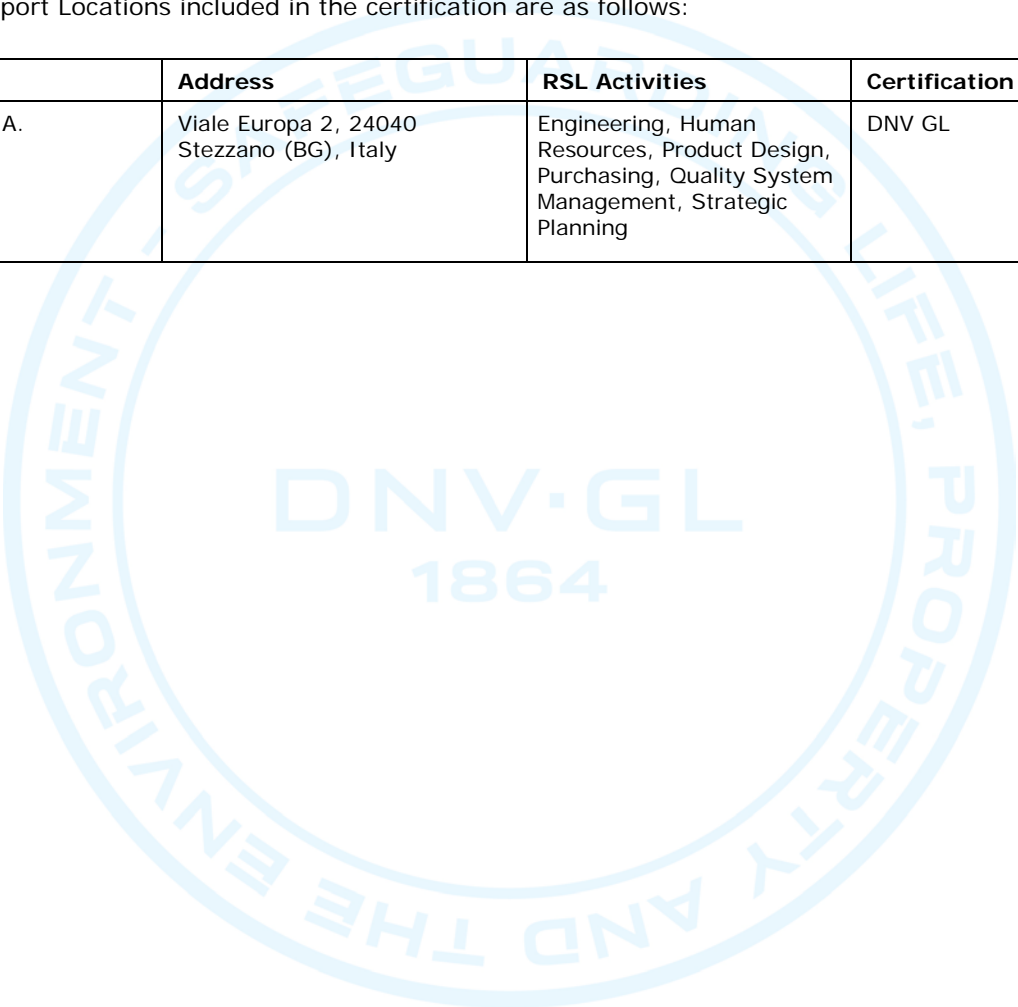 port Locations included in the certification are as follows:
Address RSL Activities Certification
A. Viale Europa 2, 24040 Engineering, Human DNV GL
Stezzano (BG), Italy Resources, Product Design,
Purchasing, Quality System
Management, Strategic
Planning
SAFEGUARDING LIFE, PROPERTY AND THE ENVIRONMENT –
DNV·GL
1864